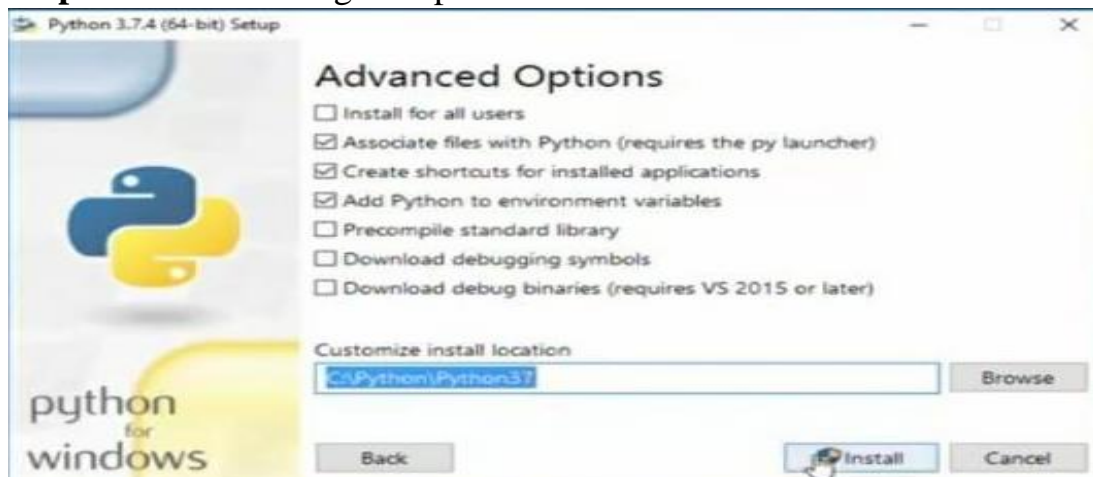 Python 3.7.4 (64-bit) Setup
Advanced Options
Install for all users
Associate files with Python (requires the py launcher)
Create shortcuts for installed applications
Add Python to environment variables
Precompile standard library
Download debugging symbols
Download debug binaries (requires VS 2015 or later)
Customize install location
C:\Python\Python37
Browse
python
for
windows
Back
Install
Cancel